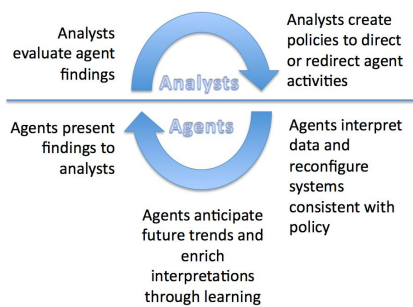 Analysts
evaluate agent
findings
Analysts create
policies to direct
or redirect agent
activities
Analysts
Agents
Agents present
findings to
analysts
Agents interpret
data and
reconfigure
systems
consistent with
policy
Agents anticipate
future trends and
enrich
interpretations
through learning